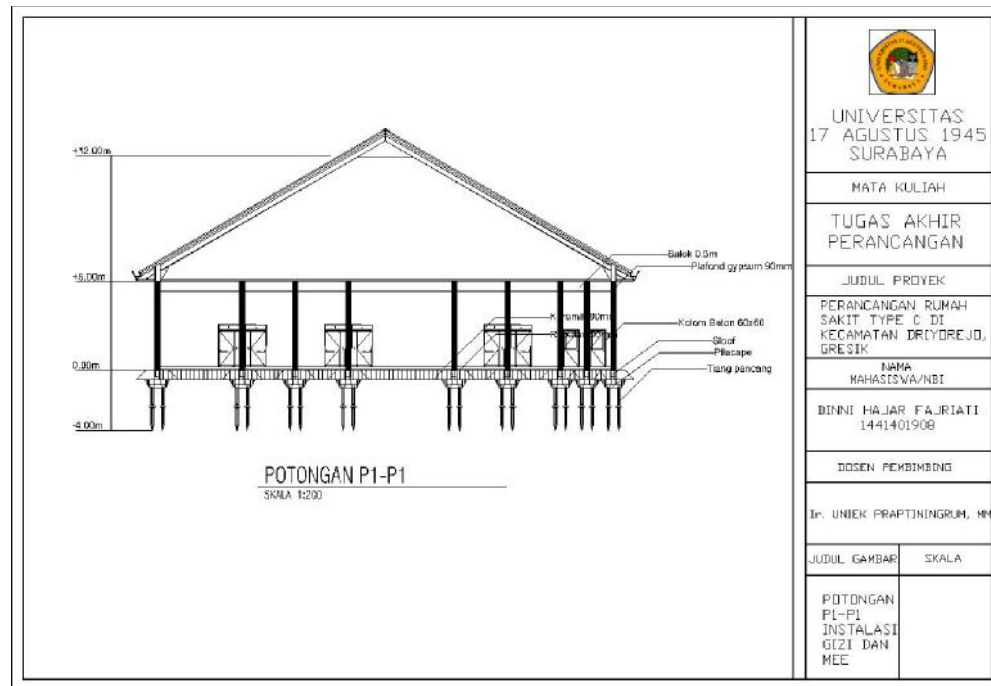 +12.00m
Balok 0.5m
Plafond gypsum 90mm
+5.00m
Kolom Beton 60x60
Sloof
Pilecape
0.00m
Tiang pancang
-4.00m
POTONGAN P1-P1
SKALA 1:200
UNIVERSITAS
17 AGUSTUS 1945
SURABAYA
MATA KULIAH
TUGAS AKHIR
PERANCANGAN
JUDUL PROYEK
PERANCANGAN RUMAH
SAKIT TYPE C DI
KECAMATAN DRIYOREJO,
GRESIK
NAMA
MAHASISWA/NBI
BINNI HAJAR FAJRIATI
1441401908
DOSEN PEMBIMBING
Ir. UNIEK PRAPTININGRUM, MM
JUDUL GAMBAR
SKALA
POTONGAN
P1-P1
INSTALASI
GIZI DAN
MEE